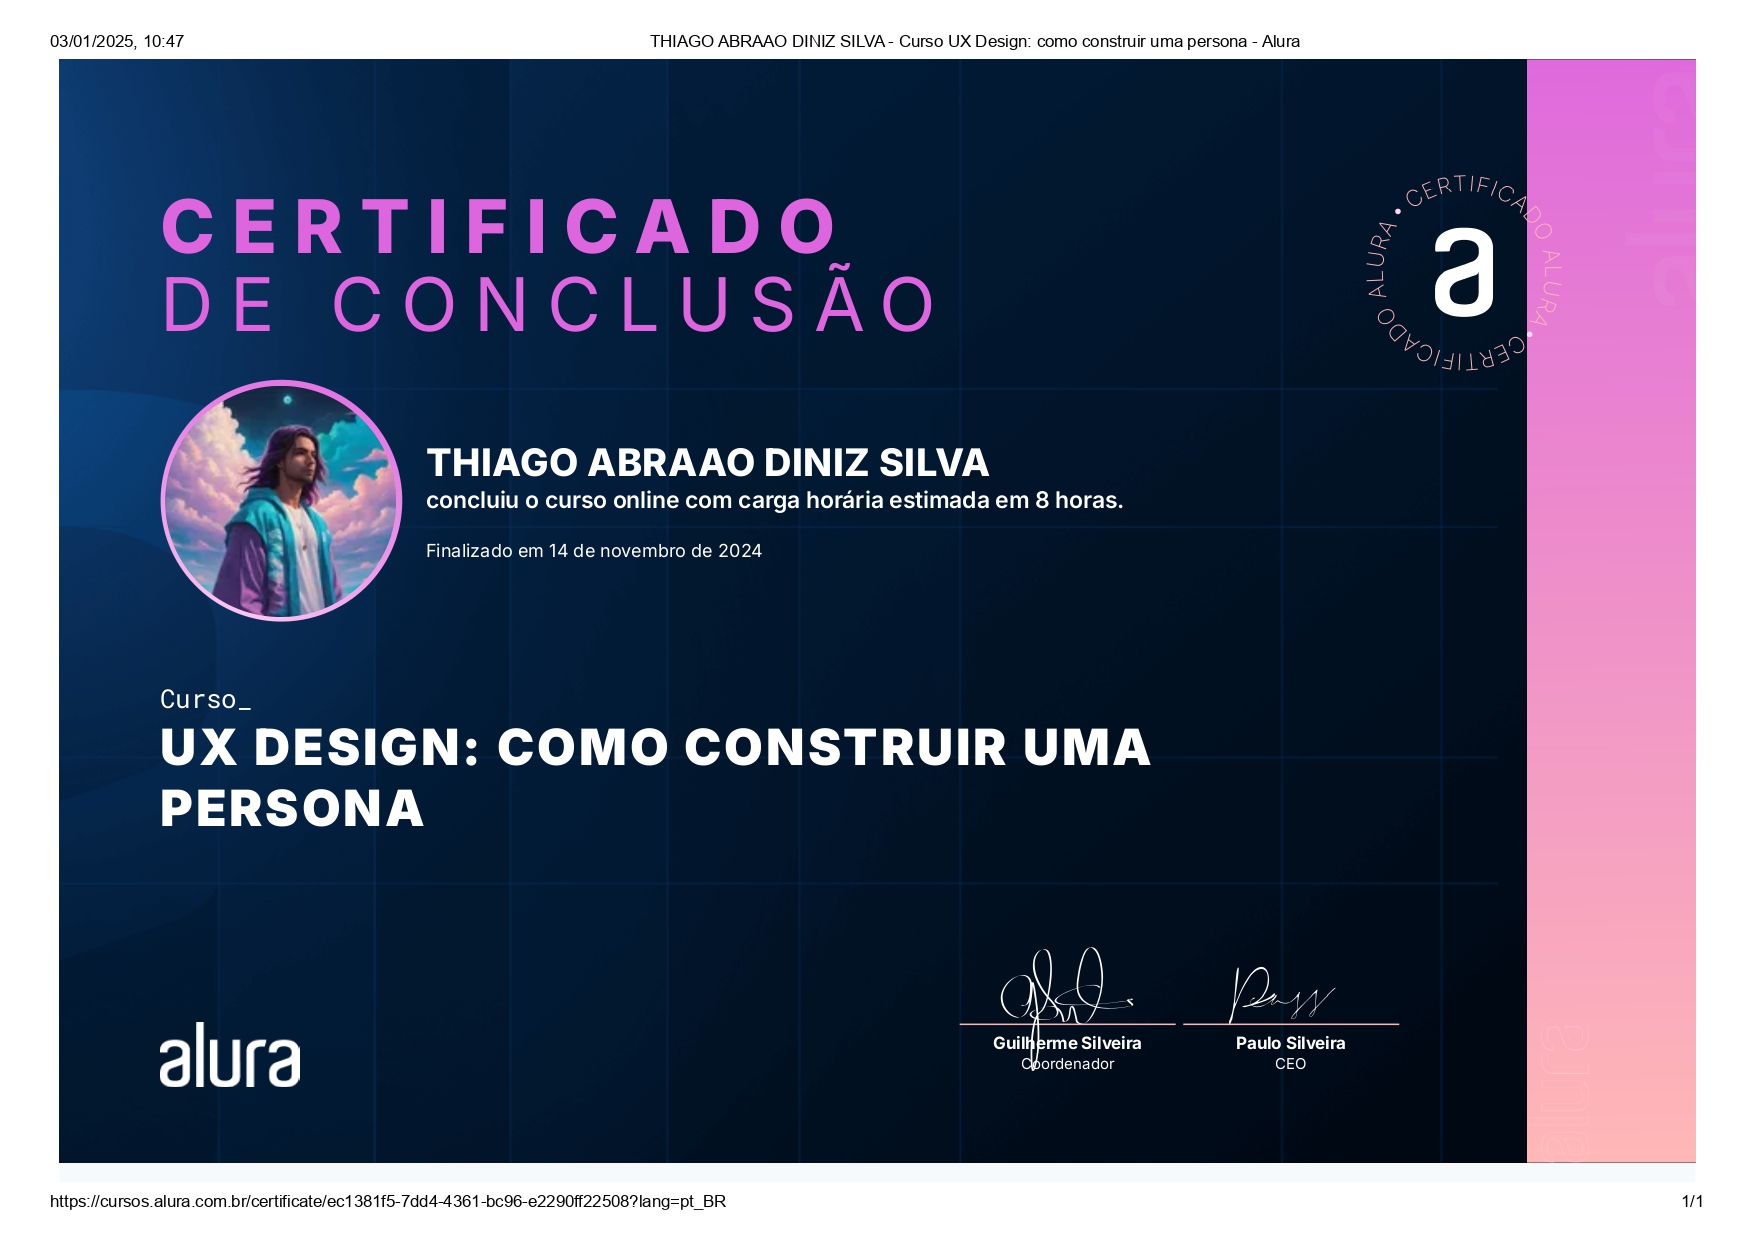 03/01/2025, 10:47
THIAGO ABRAAO DINIZ SILVA - Curso UX Design: como construir uma persona - Alura
CERTIFICADO
DE CONCLUSÃO
CERTIFICADO ALURA • CERTIFICADO ALURA •
a
alura
THIAGO ABRAAO DINIZ SILVA
concluiu o curso online com carga horária estimada em 8 horas.
Finalizado em 14 de novembro de 2024
Curso_
UX DESIGN: COMO CONSTRUIR UMA
PERSONA
alura
Guilherme Silveira
Coordenador
Paulo Silveira
CEO
alura
https://cursos.alura.com.br/certificate/ec1381f5-7dd4-4361-bc96-e2290ff22508?lang=pt_BR
1/1